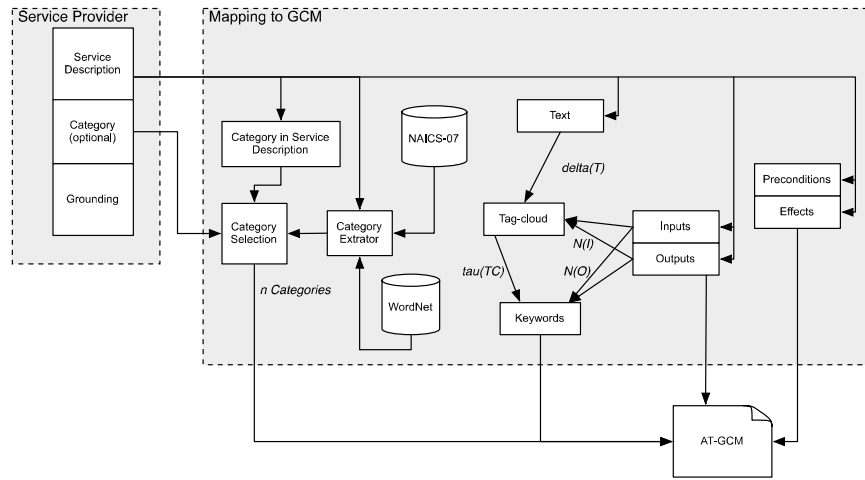 Service Provider
Mapping to GCM
Service
Description
Category
(optional)
Grounding
Category in Service
Description
NAICS-07
Text
delta(T)
Preconditions
Effects
Category
Selection
Category
Extrator
Tag-cloud
Inputs
Outputs
N(I)
N(O)
tau(TC)
n Categories
WordNet
Keywords
AT-GCM